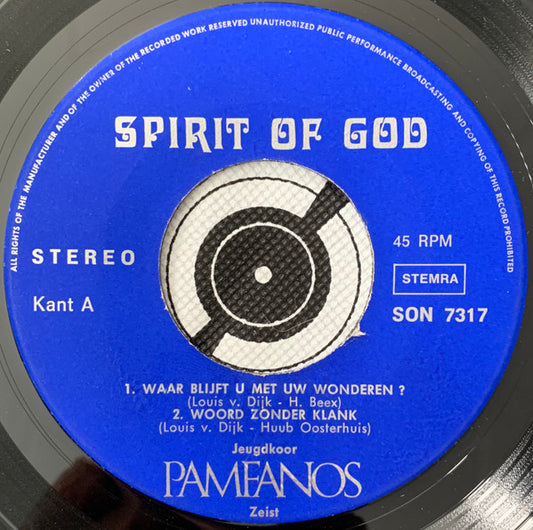 ALL RIGHTS OF THE MANUFACTURER AND OF THE OWNER OF THE RECORDED WORK RESERVED UNAUTHORIZED PUBLIC PERFORMANCE BROADCASTING AND COPYING OF THIS RECORD PROHIBITED
SPIRIT OF GOD
STEREO
45 RPM
STEMRA
Kant A
SON 7317
1. WAAR BLIJFT U MET UW WONDEREN ?
(Louis v. Dijk - H. Beex)
2. WOORD ZONDER KLANK
(Louis v. Dijk - Huub Oosterhuis)
Jeugdkoor
PAMFANOS
Zeist